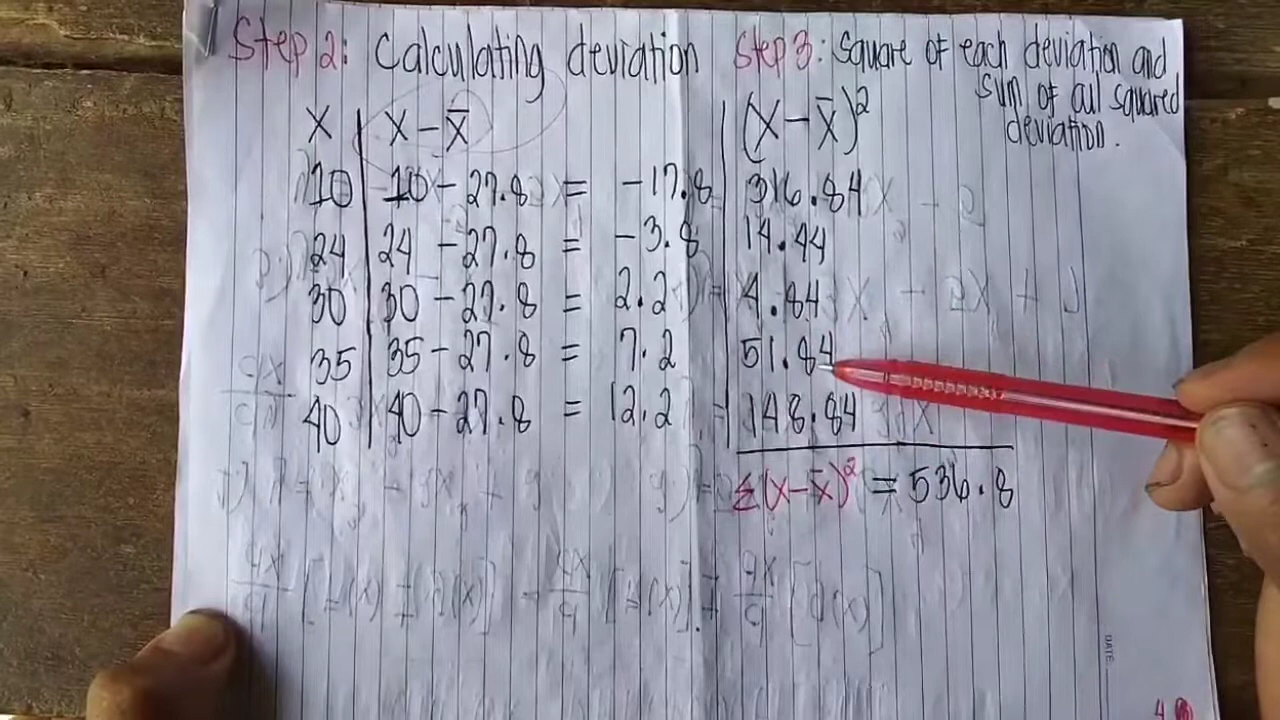 Step 2: Calculating deviation
X X - X̄
10 10 - 27.8 = -17.8
24 24 - 27.8 = -3.8
30 30 - 27.8 = 2.2
35 35 - 27.8 = 7.2
40 40 - 27.8 = 12.2
Step 3: Square of each deviation and
sum of all squared
deviation.
(X - X̄)²
316.84
14.44
4.84
51.84
148.84
Σ(X-X̄)² = 536.8
DATE: